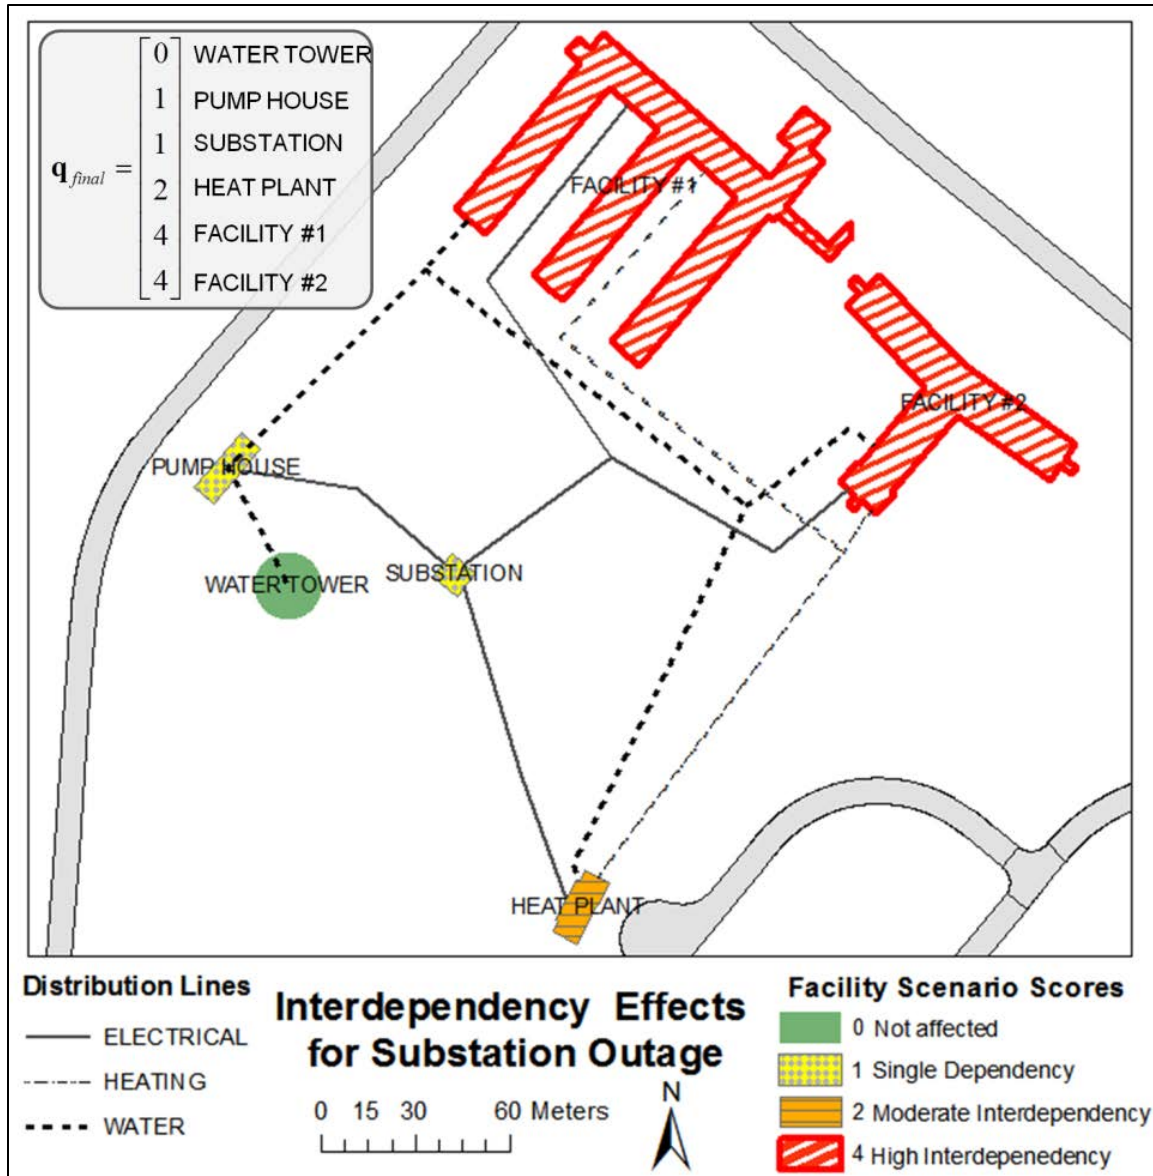 0 WATER TOWER
1 PUMP HOUSE
1 SUBSTATION
q final = 2 HEAT PLANT
4 FACILITY #1
4 FACILITY #2
FACILITY #1
FACILITY #2
PUMP HOUSE
SUBSTATION
WATER TOWER
HEAT PLANT
Distribution Lines
ELECTRICAL
HEATING
WATER
Interdependency Effects
for Substation Outage
0 15 30 60 Meters
N
Facility Scenario Scores
0 Not affected
1 Single Dependency
2 Moderate Interdependency
4 High Interdepenedency